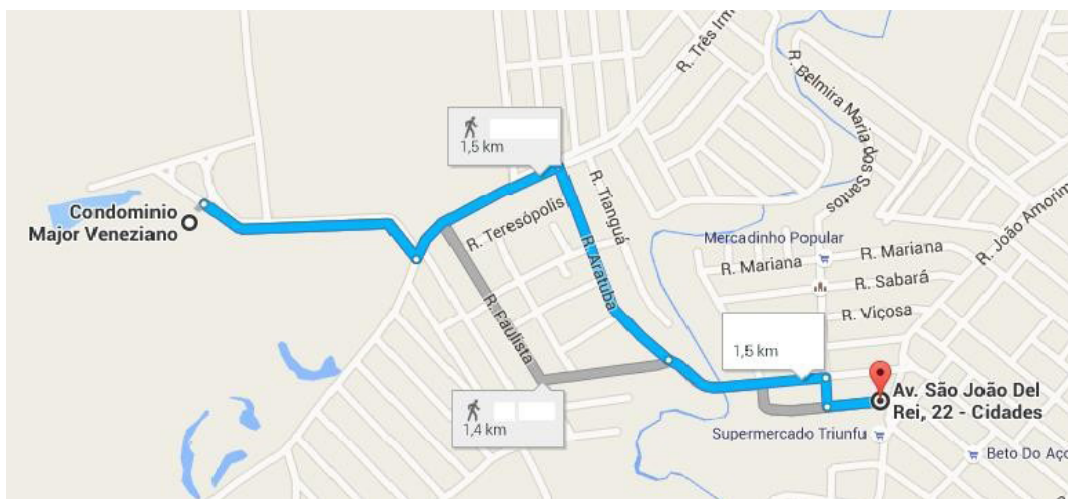 R. Três Irm
R. Belmira Maria dos Santos
1,5 km
R. Tianguá
Condominio
Major Veneziano
R. Teresópolis
R. João Amorim
Mercadinho Popular
R. Mariana
R. Mariana
R. Aratuba
R. Sabará
R. Paulista
R. Viçosa
1,5 km
Av. São João Del
Rei, 22 - Cidades
1,4 km
Supermercado Triunfu
Beto Do Aço